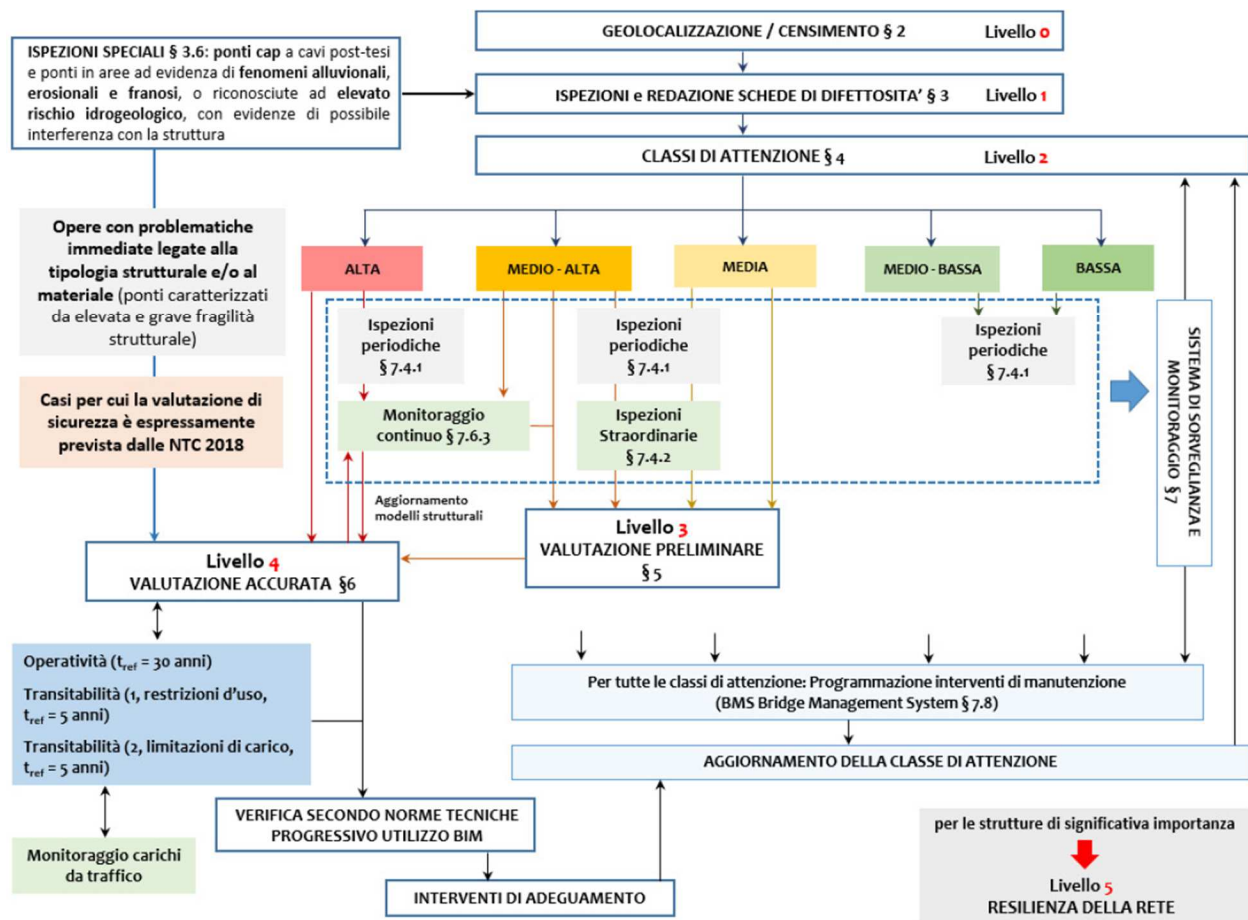 GEOLOCALIZZAZIONE / CENSIMENTO § 2 Livello 0
ISPEZIONI SPECIALI § 3.6: ponti cap a cavi post-tesi
e ponti in aree ad evidenza di fenomeni alluvionali,
erosionali e franosi, o riconosciute ad elevato
rischio idrogeologico, con evidenze di possibile
interferenza con la struttura
ISPEZIONI e REDAZIONE SCHEDE DI DIFETTOSITA’ § 3 Livello 1
CLASSI DI ATTENZIONE § 4 Livello 2
Opere con problematiche
immediate legate alla
tipologia strutturale e/o al
materiale (ponti caratterizzati
da elevata e grave fragilità
strutturale)
ALTA
MEDIO - ALTA
MEDIA
MEDIO - BASSA
BASSA
Ispezioni
periodiche
§ 7.4.1
Ispezioni
periodiche
§ 7.4.1
Ispezioni
periodiche
§ 7.4.1
SISTEMA DI SORVEGLIANZA E
MONITORAGGIO § 7
Casi per cui la valutazione di
sicurezza è espressamente
prevista dalle NTC 2018
Monitoraggio
continuo § 7.6.3
Ispezioni
Straordinarie
§ 7.4.2
Aggiornamento
modelli strutturali
Livello 3
VALUTAZIONE PRELIMINARE
§ 5
Livello 4
VALUTAZIONE ACCURATA §6
Operatività (tref = 30 anni)
Transitabilità (1, restrizioni d’uso,
tref = 5 anni)
Transitabilità (2, limitazioni di carico,
tref = 5 anni)
Per tutte le classi di attenzione: Programmazione interventi di manutenzione
(BMS Bridge Management System § 7.8)
AGGIORNAMENTO DELLA CLASSE DI ATTENZIONE
VERIFICA SECONDO NORME TECNICHE
PROGRESSIVO UTILIZZO BIM
Monitoraggio carichi
da traffico
INTERVENTI DI ADEGUAMENTO
per le strutture di significativa importanza
Livello 5
RESILIENZA DELLA RETE